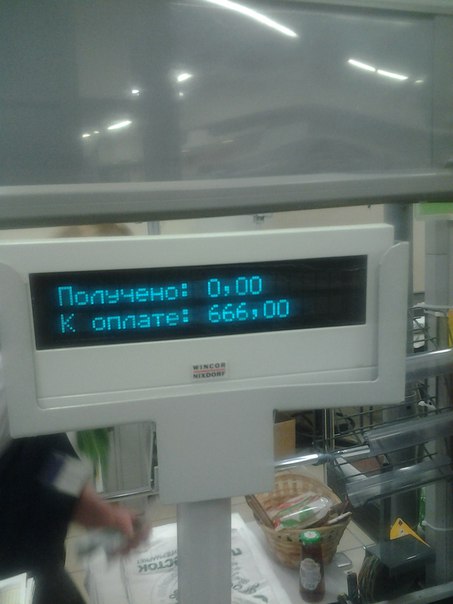 Получено: 0,00
К оплате: 666,00
WINCOR
NIXDORF